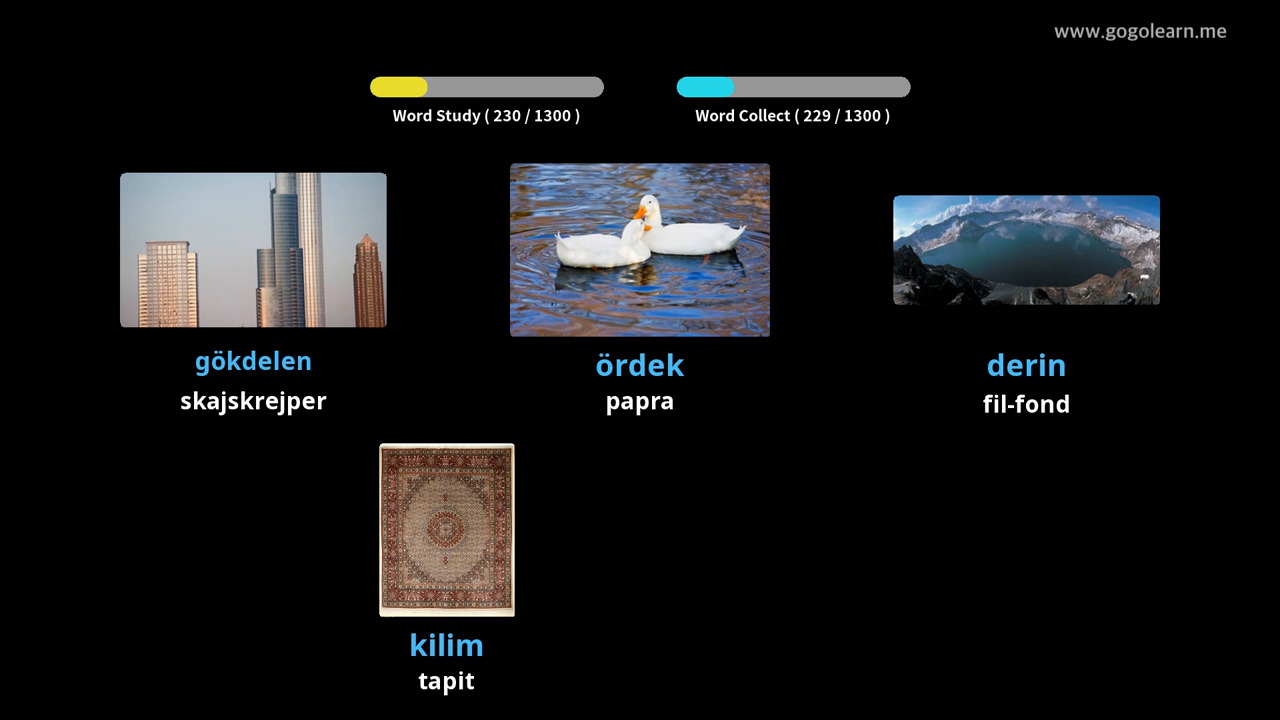 www.gogolearn.me
Word Study ( 230 / 1300 )
Word Collect ( 229 / 1300 )
gökdelen
skajskrejper
ördek
papra
derin
fil-fond
kilim
tapit